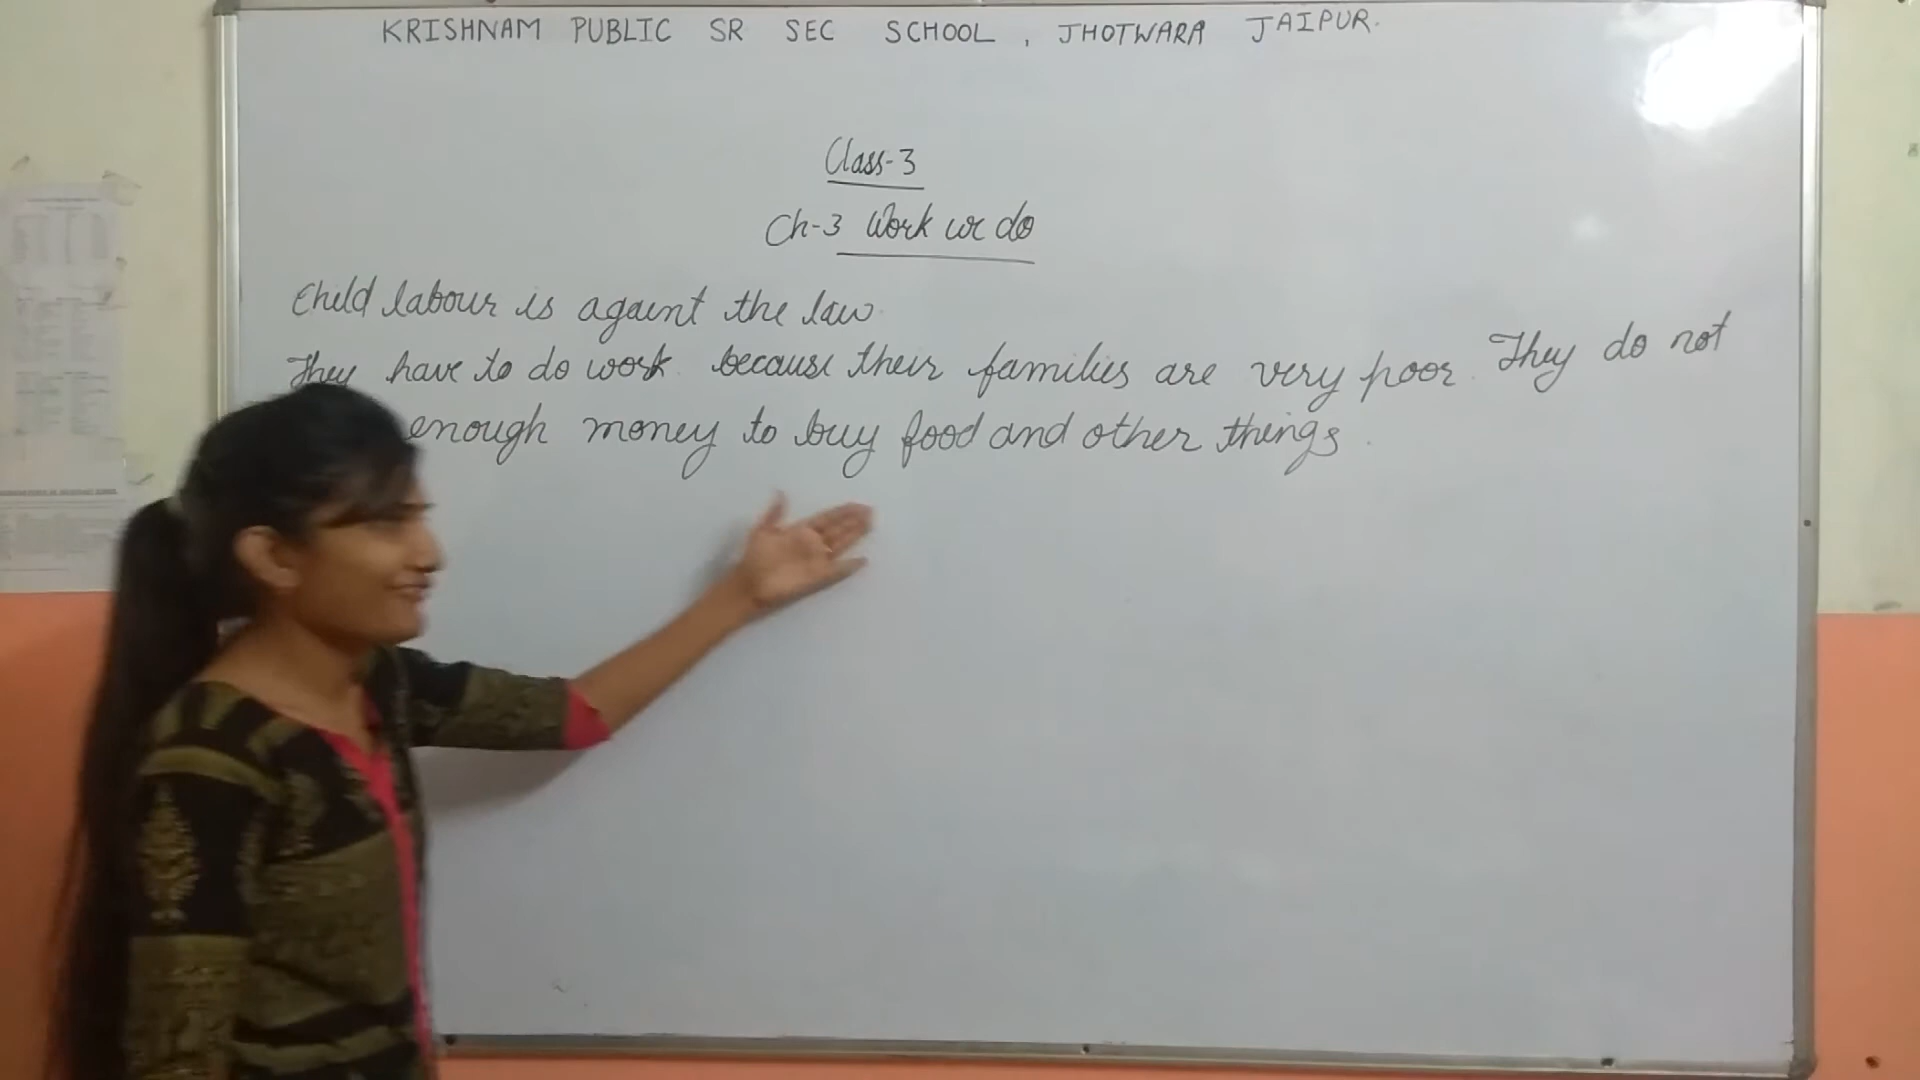 KRISHNAM PUBLIC SR SEC SCHOOL, JHOTWARA JAIPUR.
Class-3
Ch-3 Work we do
Child labour is againt the law.
They have to do work because their families are very poor. They do not
enough money to buy food and other things.